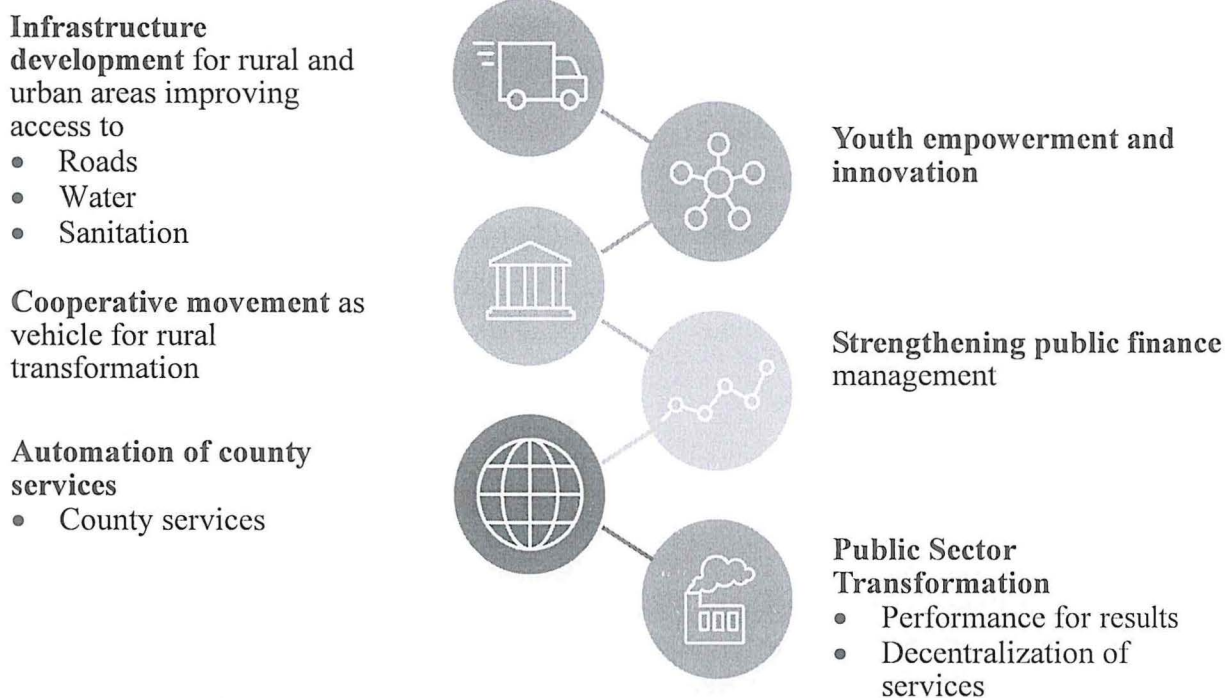 Infrastructure
development for rural and
urban areas improving
access to
• Roads
• Water
• Sanitation
Youth empowerment and
innovation
Cooperative movement as
vehicle for rural
transformation
Strengthening public finance
management
Automation of county
services
• County services
Public Sector
Transformation
• Performance for results
• Decentralization of
services